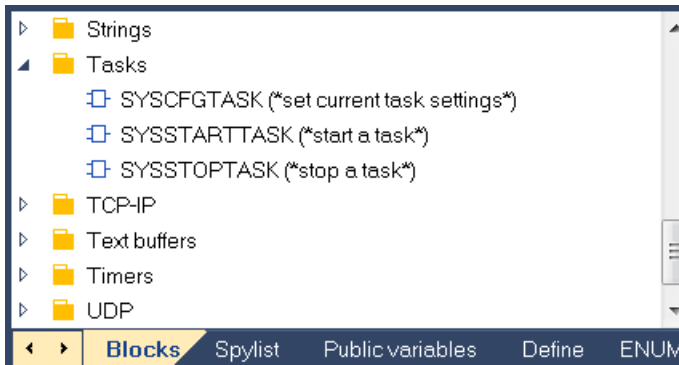 Strings
Tasks
SYSCFGTASK (*set current task settings*)
SYSSTARTTASK (*start a task*)
SYSSTOPTASK (*stop a task*)
TCP-IP
Text buffers
Timers
UDP
Blocks Spylist Public variables Define ENUM